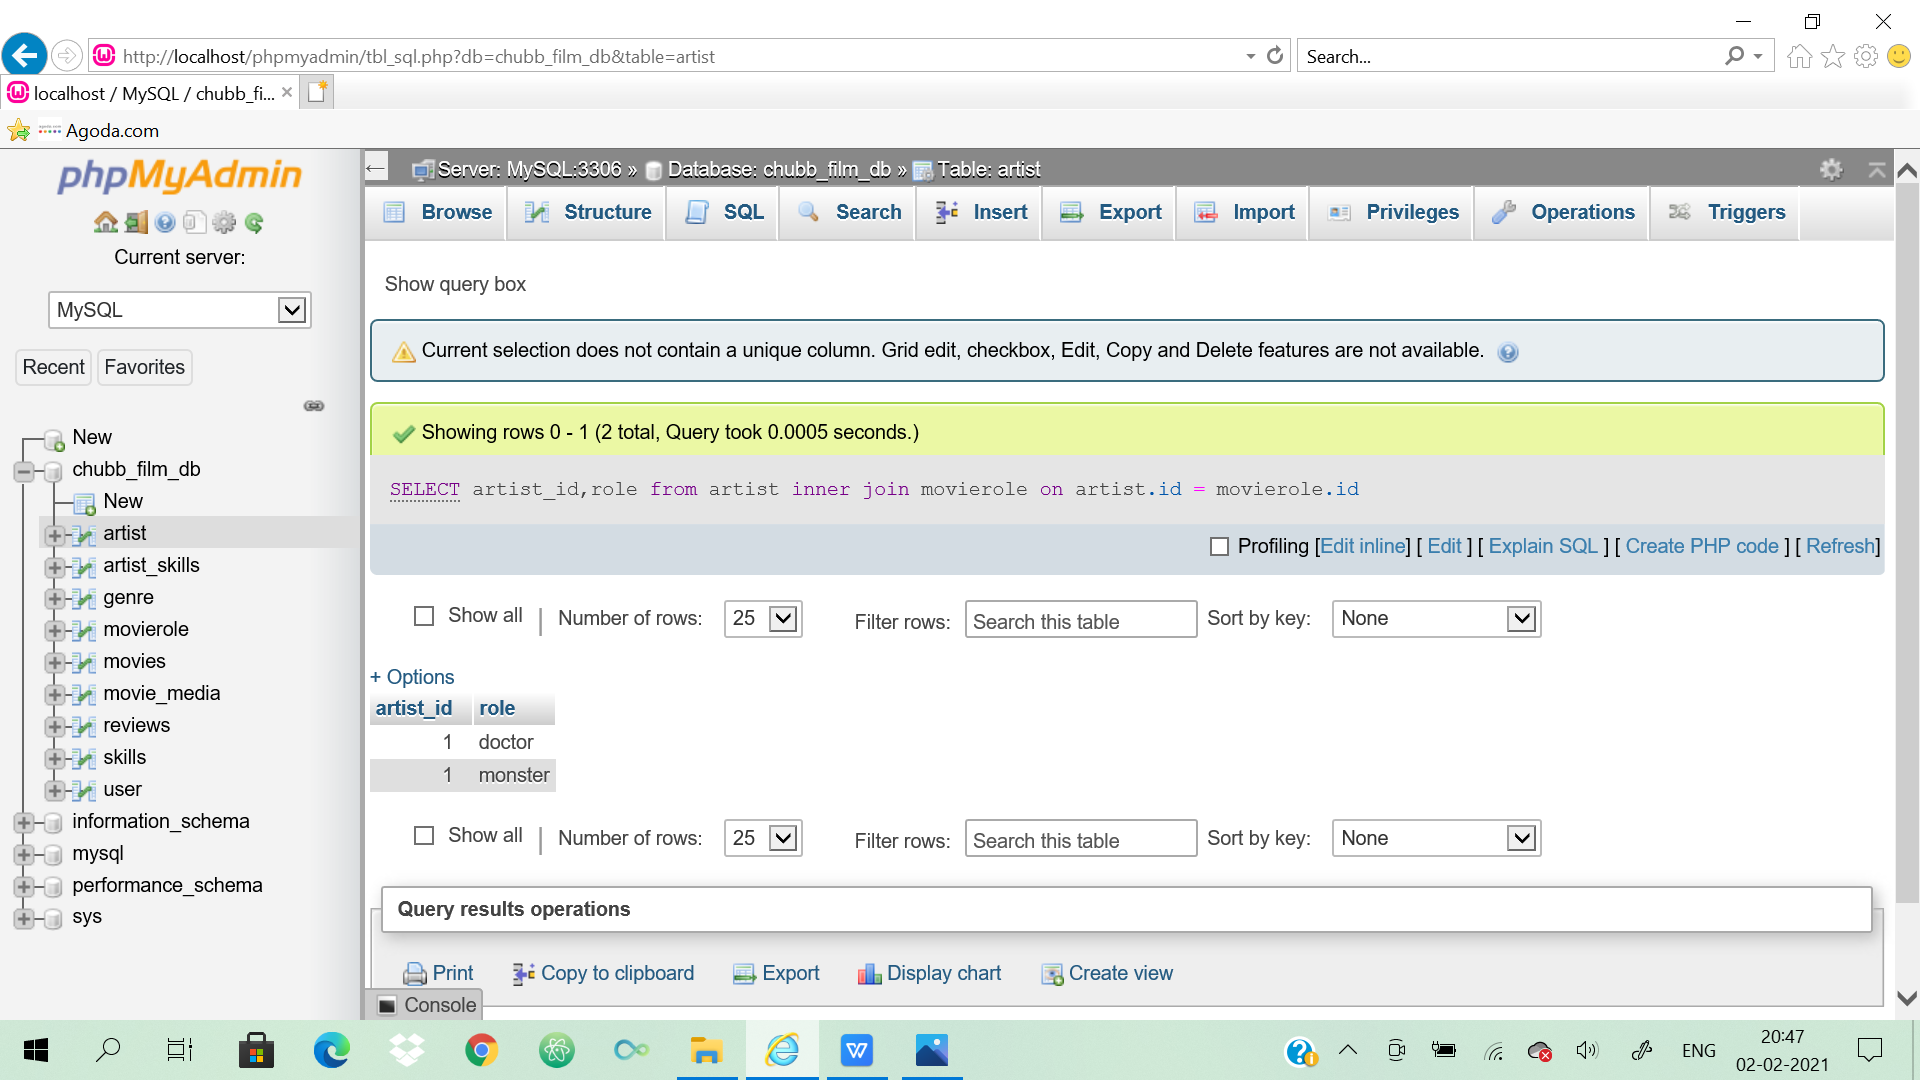 http://localhost/phpmyadmin/tbl_sql.php?db=chubb_film_db&table=artist
Search...
localhost / MySQL / chubb_fi...
Agoda.com
phpMyAdmin
Current server:
MySQL
Recent Favorites
New
chubb_film_db
New
artist
artist_skills
genre
movierole
movies
movie_media
reviews
skills
user
information_schema
mysql
performance_schema
sys
Server: MySQL:3306 » Database: chubb_film_db » Table: artist
Browse Structure SQL Search Insert Export Import Privileges Operations Triggers
Show query box
Current selection does not contain a unique column. Grid edit, checkbox, Edit, Copy and Delete features are not available.
Showing rows 0 - 1 (2 total, Query took 0.0005 seconds.)
SELECT artist_id,role from artist inner join movierole on artist.id = movierole.id
Profiling [Edit inline] [ Edit ] [ Explain SQL ] [ Create PHP code ] [ Refresh]
Show all | Number of rows: 25 Filter rows: Search this table Sort by key: None
+ Options
artist_id role
1 doctor
1 monster
Show all | Number of rows: 25 Filter rows: Search this table Sort by key: None
Query results operations
Print Copy to clipboard Export Display chart Create view
Console
ENG
20:47
02-02-2021